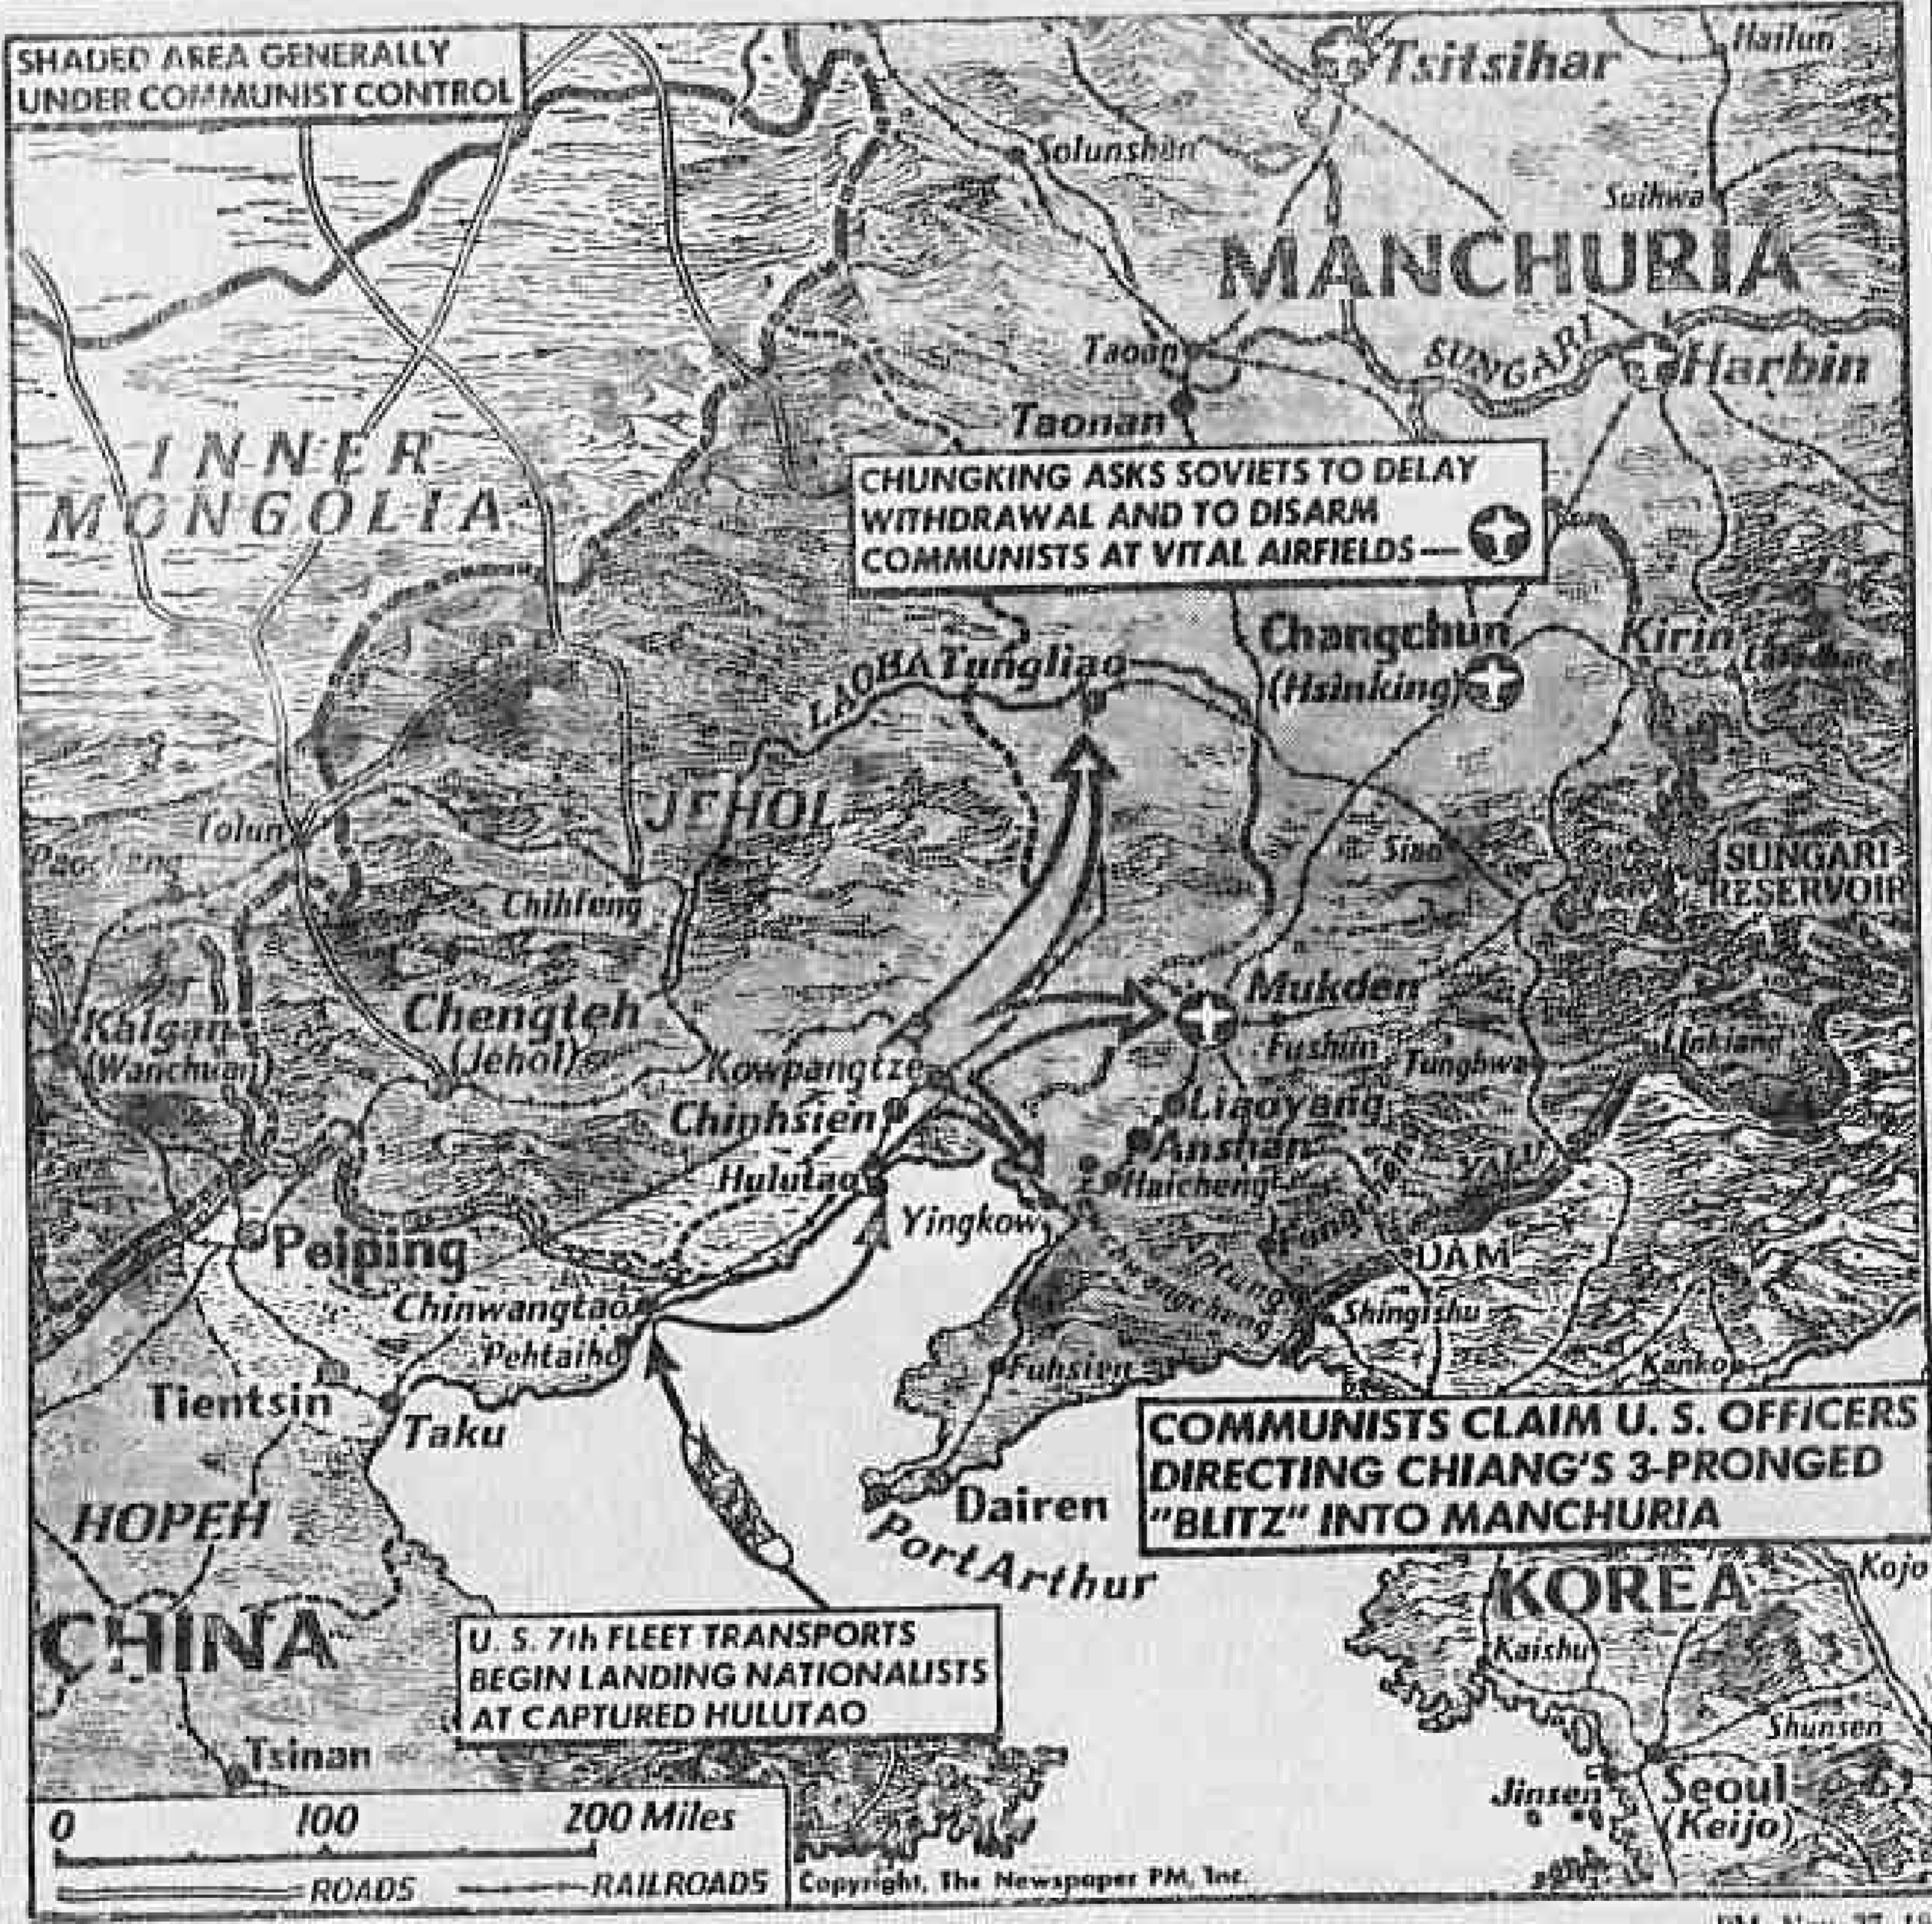 SHADED AREA GENERALLY
UNDER COMMUNIST CONTROL
Tsitsihar
Hailun
Solunshan
Suihwa
MANCHURIA
SUNGARI
Harbin
Taoan
Taonan
INNER
MONGOLIA
CHUNGKING ASKS SOVIETS TO DELAY
WITHDRAWAL AND TO DISARM
COMMUNISTS AT VITAL AIRFIELDS—
Changchun
(Hsinking)
Kirin
LAOHA
Tungliao
JEHOL
Tolun
SUNGARI
RESERVOIR
Chihfeng
Mukden
Fushun
Tunghwa
Linkiang
Kalgan
(Wanchuan)
Chengteh
(Jehol)
Kowpangtze
Chinhsien
Liaoyang
Anshan
Haicheng
YALU
Hulutao
Yingkow
Peiping
Antung
DAM
Chinwangtao
Shingishu
Pehtaiho
Fuhsien
Kanko
Tientsin
Taku
COMMUNISTS CLAIM U. S. OFFICERS
DIRECTING CHIANG'S 3-PRONGED
"BLITZ" INTO MANCHURIA
Dairen
Port Arthur
HOPEH
CHINA
KOREA
Kojo
Kaishu
U. S. 7th FLEET TRANSPORTS
BEGIN LANDING NATIONALISTS
AT CAPTURED HULUTAO
Shunsen
Tsinan
Jinsen
Seoul
(Keijo)
0 100 200 Miles
ROADS RAILROADS
Copyright, The Newspaper PM, Inc.